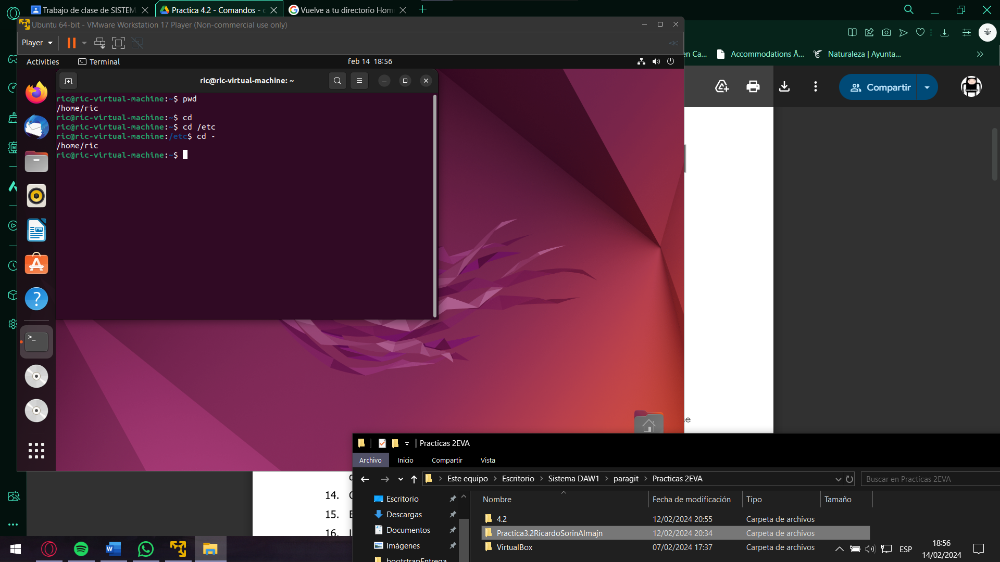 Trabajo de clase de SISTEM
Practica 4.2 - Comandos -
Vuelve a tu directorio Hom
Ubuntu 64-bit - VMware Workstation 17 Player (Non-commercial use only)
Player
en Ca...
Accommodations Å...
Naturaleza | Ayunta...
Activities
Terminal
feb 14 18:56
Compartir
ric@ric-virtual-machine: ~
ric@ric-virtual-machine:~$ pwd
/home/ric
ric@ric-virtual-machine:~$ cd
ric@ric-virtual-machine:~$ cd /etc
ric@ric-virtual-machine:/etc$ cd -
/home/ric
ric@ric-virtual-machine:~$
14.
15.
16.
Practicas 2EVA
Archivo
Inicio
Compartir
Vista
Este equipo > Escritorio > Sistema DAW1 > paragit > Practicas 2EVA
Buscar en Practicas 2EVA
Escritorio
Descargas
Documentos
Imágenes
bootstrapEntrega
Nombre
Fecha de modificación
Tipo
Tamaño
4.2
12/02/2024 20:55
Carpeta de archivos
Practica3.2RicardoSorinAlmajn
12/02/2024 20:34
Carpeta de archivos
VirtualBox
07/02/2024 17:37
Carpeta de archivos
ESP
18:56
14/02/2024